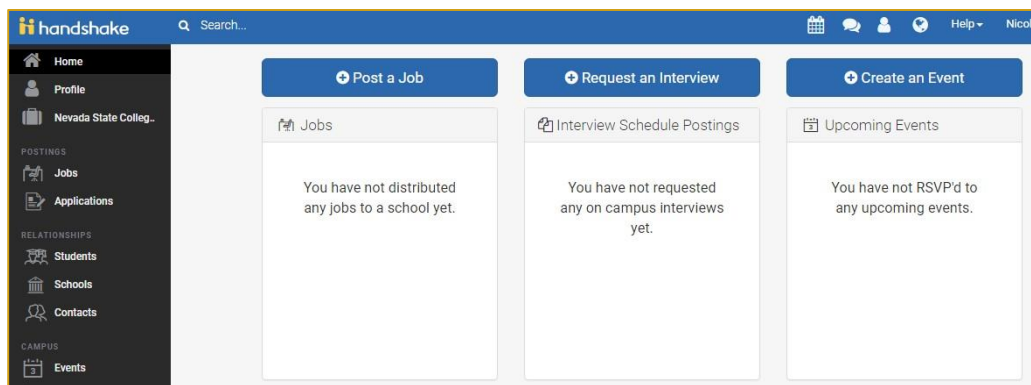 handshake
Search...
Help
Nicol
Home
Profile
Nevada State Colleg..
POSTINGS
Jobs
Applications
RELATIONSHIPS
Students
Schools
Contacts
CAMPUS
3 Events
Post a Job
Jobs
You have not distributed
any jobs to a school yet.
Request an Interview
Interview Schedule Postings
You have not requested
any on campus interviews
yet.
Create an Event
3 Upcoming Events
You have not RSVP'd to
any upcoming events.